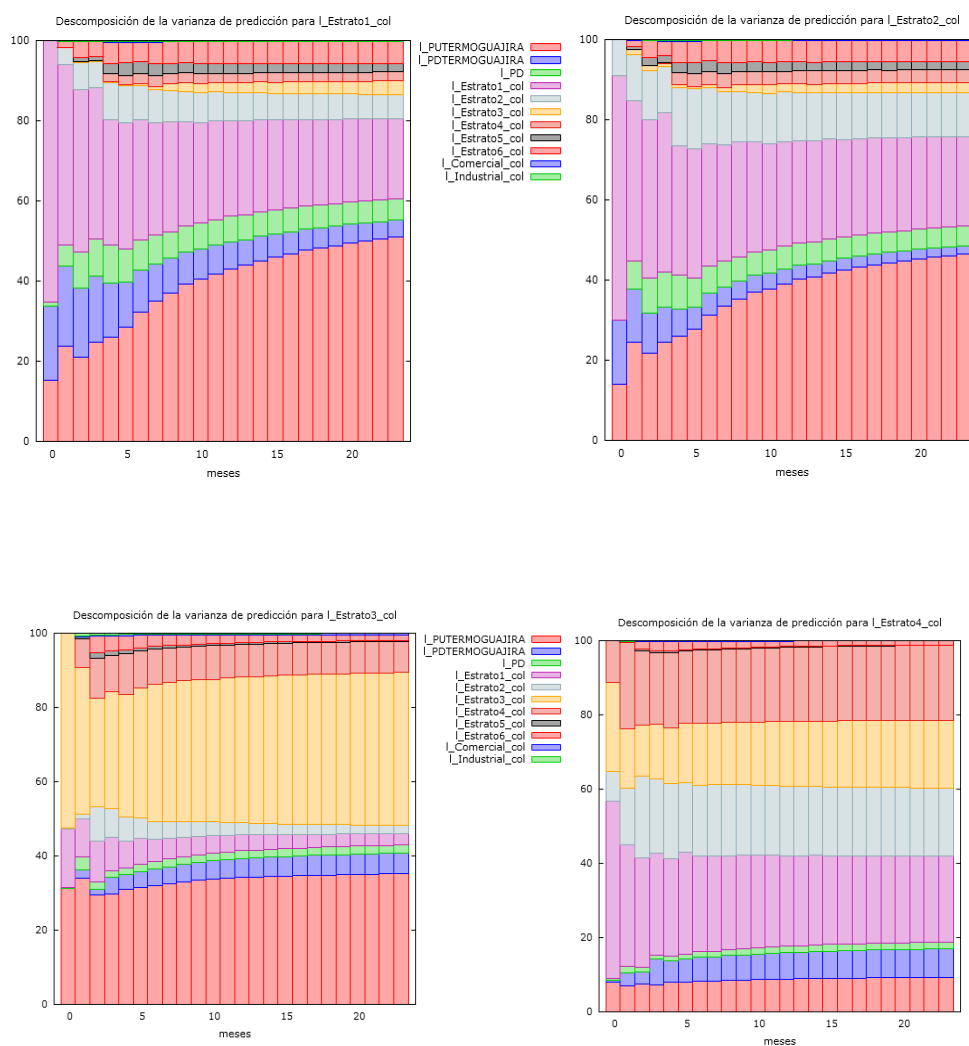 Descomposición de la varianza de predicción para l_Estrato1_col
100
80
60
40
20
0
0
5
10
15
20
meses
l_PUTERMOGUAJIRA
l_PDTERMOGUAJIRA
l_PD
l_Estrato1_col
l_Estrato2_col
l_Estrato3_col
l_Estrato4_col
l_Estrato5_col
l_Estrato6_col
l_Comercial_col
l_Industrial_col
Descomposición de la varianza de predicción para l_Estrato2_col
100
80
60
40
20
0
0
5
10
15
20
meses
Descomposición de la varianza de predicción para l_Estrato3_col
100
80
60
40
20
0
0
5
10
15
20
meses
l_PUTERMOGUAJIRA
l_PDTERMOGUAJIRA
l_PD
l_Estrato1_col
l_Estrato2_col
l_Estrato3_col
l_Estrato4_col
l_Estrato5_col
l_Estrato6_col
l_Comercial_col
l_Industrial_col
Descomposición de la varianza de predicción para l_Estrato4_col
100
80
60
40
20
0
0
5
10
15
20
meses